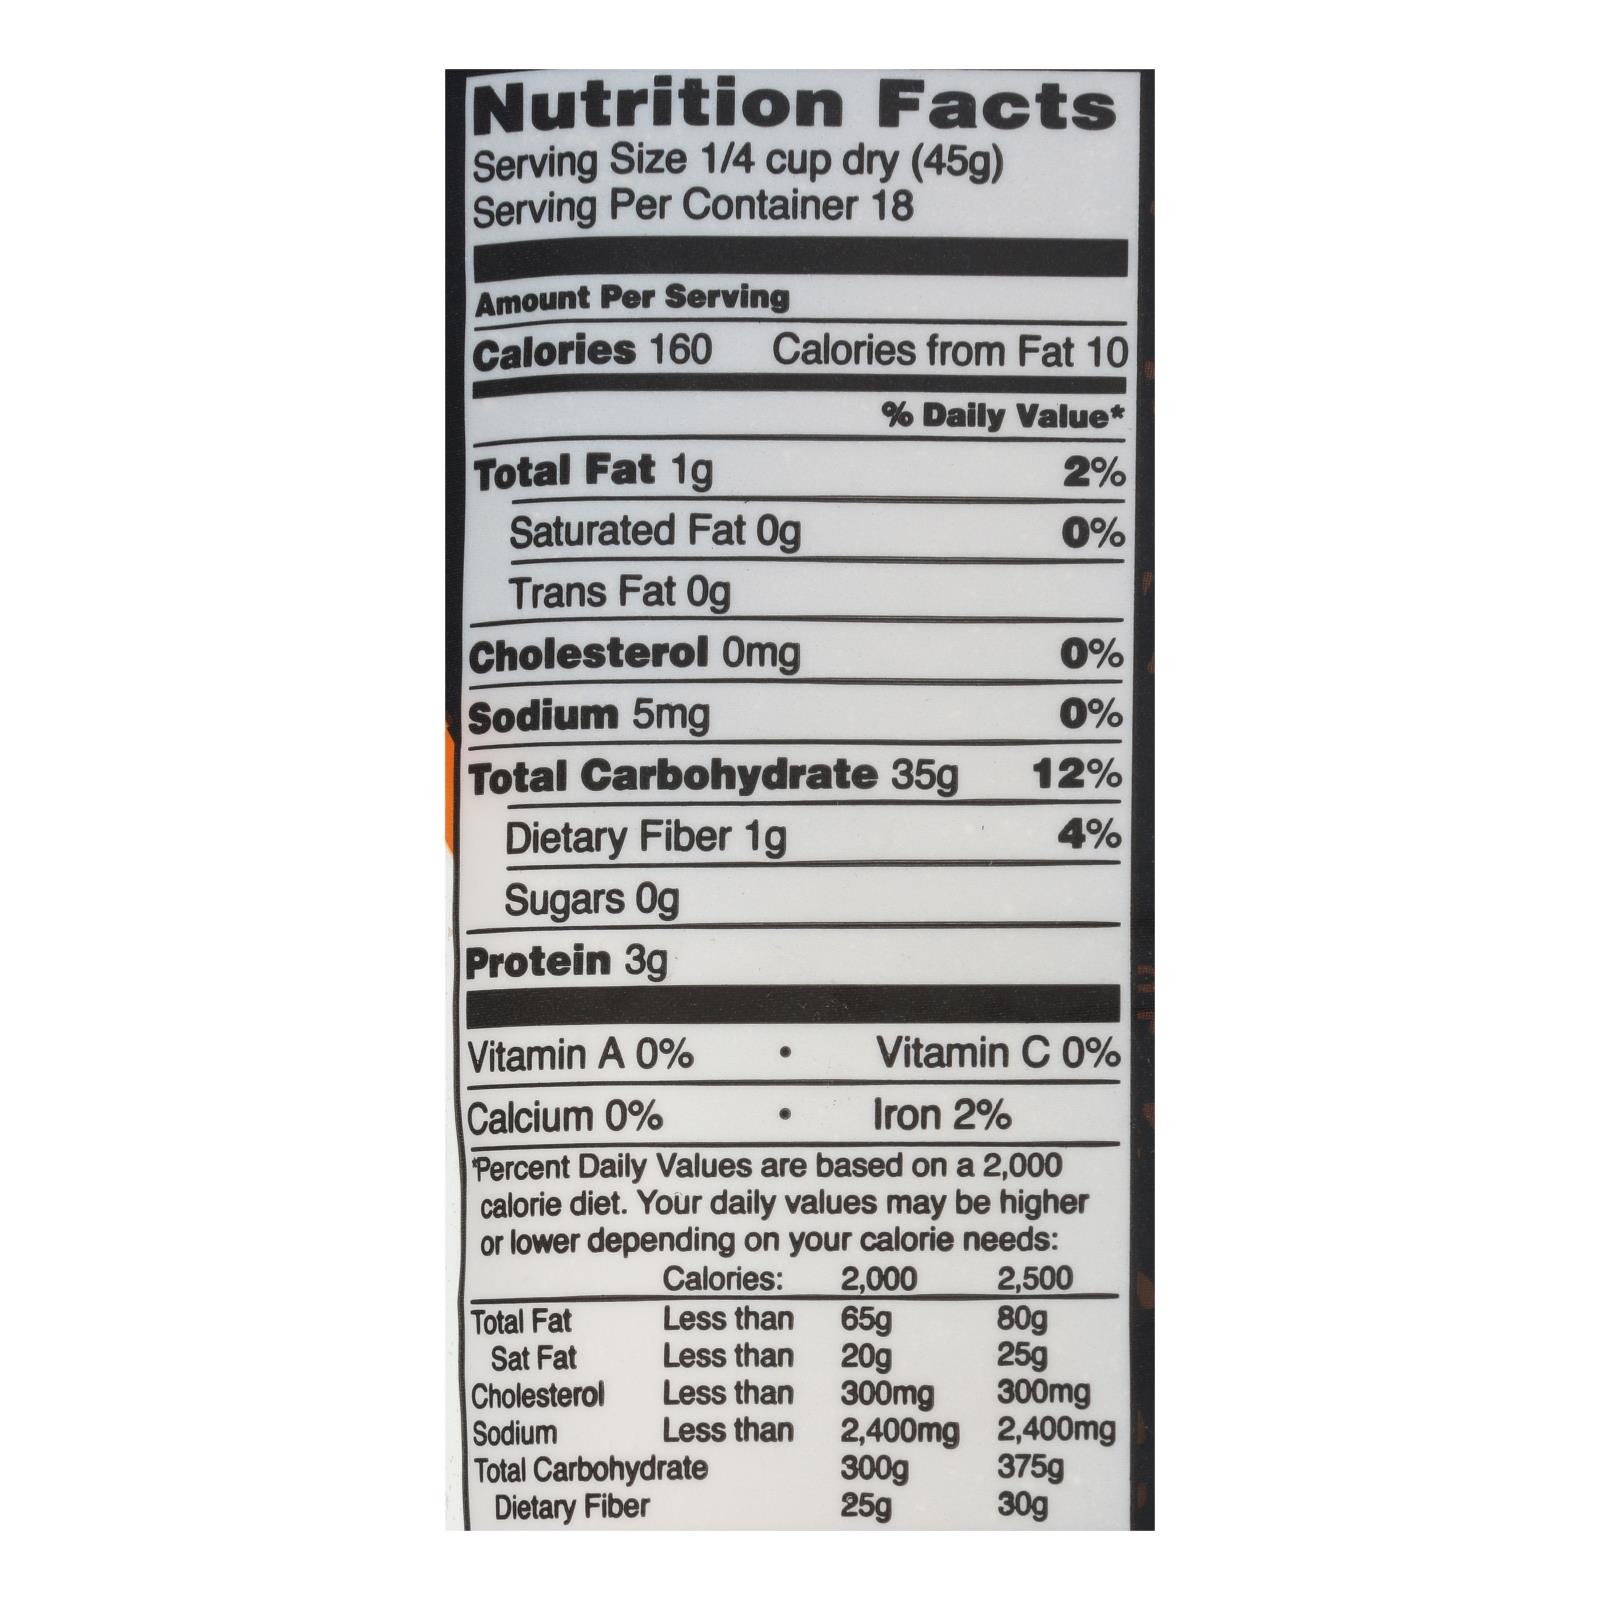 Nutrition Facts
Serving Size 1/4 cup dry (45g)
Serving Per Container 18
Amount Per Serving
Calories 160 Calories from Fat 10
% Daily Value*
Total Fat 1g 2%
Saturated Fat 0g 0%
Trans Fat 0g
Cholesterol 0mg 0%
Sodium 5mg 0%
Total Carbohydrate 35g 12%
Dietary Fiber 1g 4%
Sugars 0g
Protein 3g
Vitamin A 0% • Vitamin C 0%
Calcium 0% • Iron 2%
*Percent Daily Values are based on a 2,000
calorie diet. Your daily values may be higher
or lower depending on your calorie needs:
Calories: 2,000 2,500
Total Fat Less than 65g 80g
Sat Fat Less than 20g 25g
Cholesterol Less than 300mg 300mg
Sodium Less than 2,400mg 2,400mg
Total Carbohydrate 300g 375g
Dietary Fiber 25g 30g